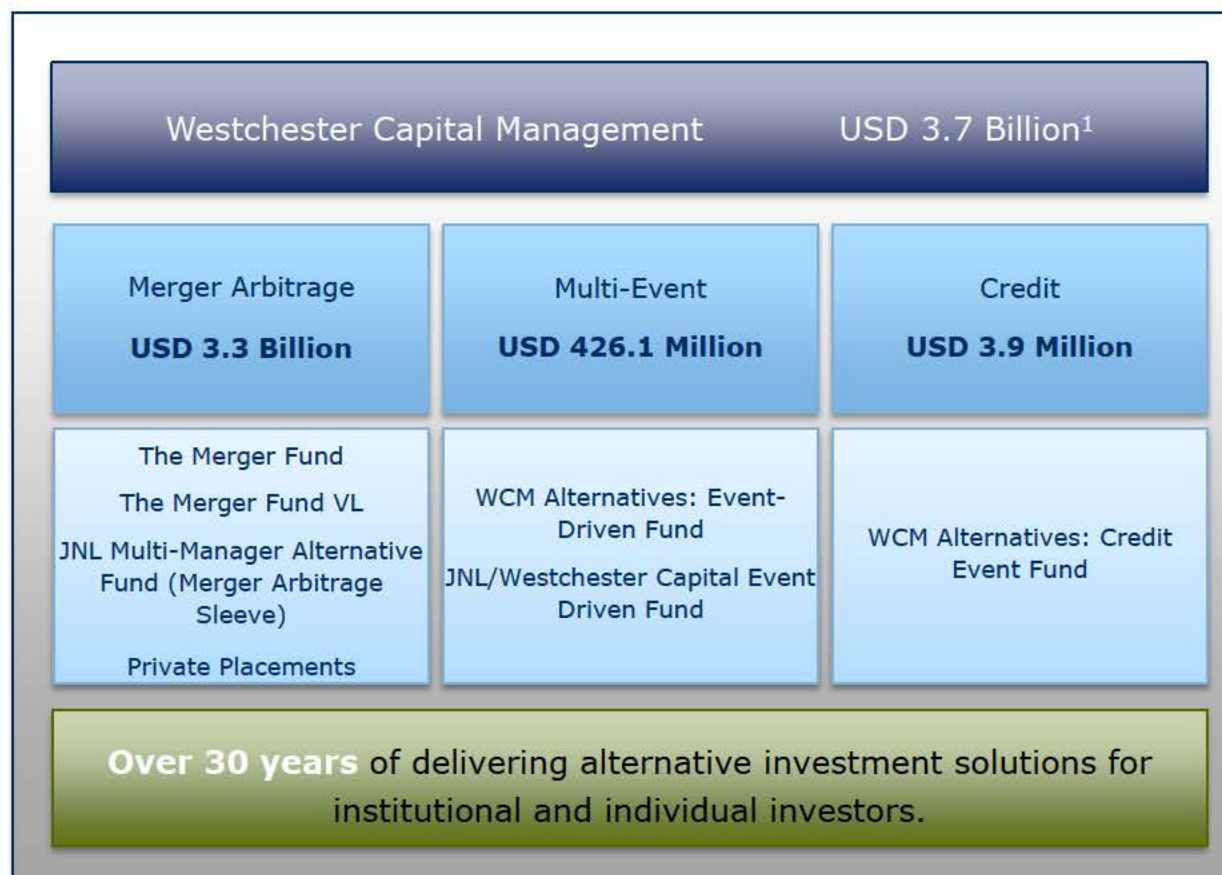 Westchester Capital Management USD 3.7 Billion¹
Merger Arbitrage
USD 3.3 Billion
Multi-Event
USD 426.1 Million
Credit
USD 3.9 Million
The Merger Fund
The Merger Fund VL
JNL Multi-Manager Alternative
Fund (Merger Arbitrage
Sleeve)
Private Placements
WCM Alternatives: Event-
Driven Fund
JNL/Westchester Capital Event
Driven Fund
WCM Alternatives: Credit
Event Fund
Over 30 years of delivering alternative investment solutions for
institutional and individual investors.